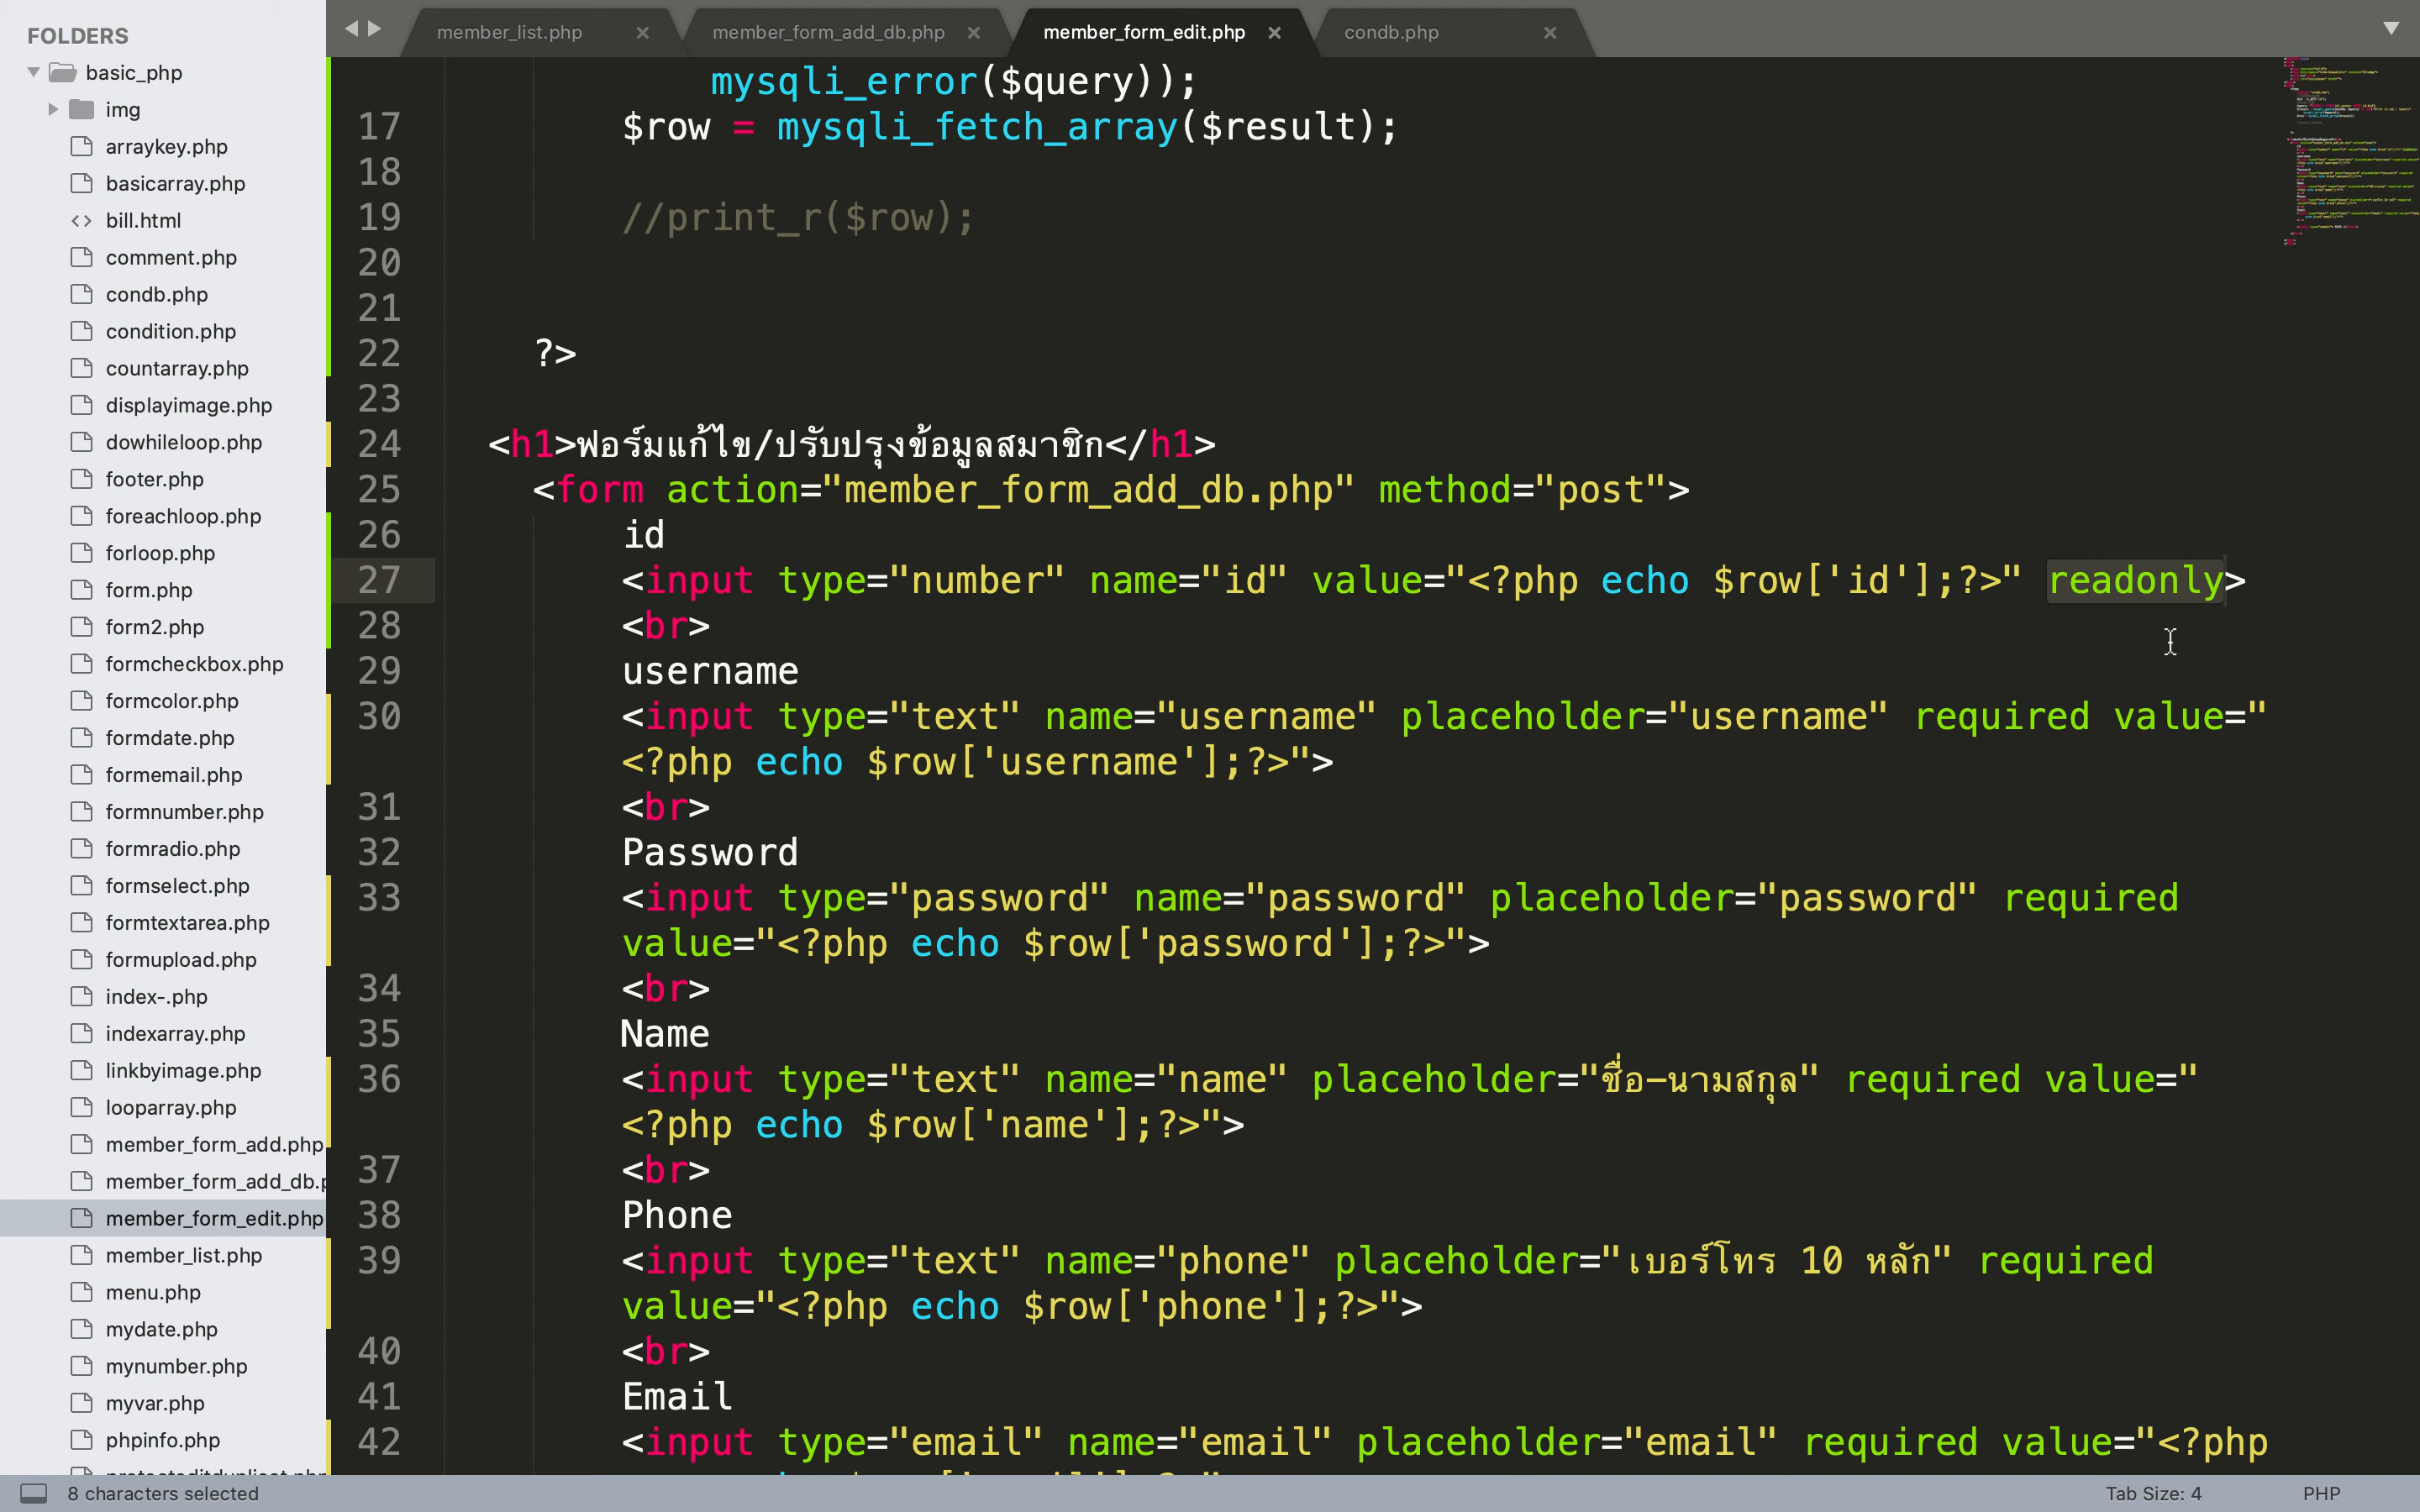 FOLDERS
basic_php
img
arraykey.php
basicarray.php
<> bill.html
comment.php
condb.php
condition.php
countarray.php
displayimage.php
dowhileloop.php
footer.php
foreachloop.php
forloop.php
form.php
form2.php
formcheckbox.php
formcolor.php
formdate.php
formemail.php
formnumber.php
formradio.php
formselect.php
formtextarea.php
formupload.php
index-.php
indexarray.php
linkbyimage.php
looparray.php
member_form_add.php
member_form_add_db.p
member_form_edit.php
member_list.php
menu.php
mydate.php
mynumber.php
myvar.php
phpinfo.php
member_list.php
member_form_add_db.php
member_form_edit.php
condb.php
mysqli_error($query));
17 $row = mysqli_fetch_array($result);
18
19 //print_r($row);
20
21
22 ?>
23
24 <h1>ฟอร์มแก้ไข/ปรับปรุงข้อมูลสมาชิก</h1>
25 <form action="member_form_add_db.php" method="post">
26 id
27 <input type="number" name="id" value="<?php echo $row['id'];?>" readonly>
28 <br>
29 username
30 <input type="text" name="username" placeholder="username" required value="
<?php echo $row['username'];?>">
31 <br>
32 Password
33 <input type="password" name="password" placeholder="password" required
value="<?php echo $row['password'];?>">
34 <br>
35 Name
36 <input type="text" name="name" placeholder="ชื่อ-นามสกุล" required value="
<?php echo $row['name'];?>">
37 <br>
38 Phone
39 <input type="text" name="phone" placeholder="เบอร์โทร 10 หลัก" required
value="<?php echo $row['phone'];?>">
40 <br>
41 Email
42 <input type="email" name="email" placeholder="email" required value="<?php
8 characters selected
Tab Size: 4
PHP